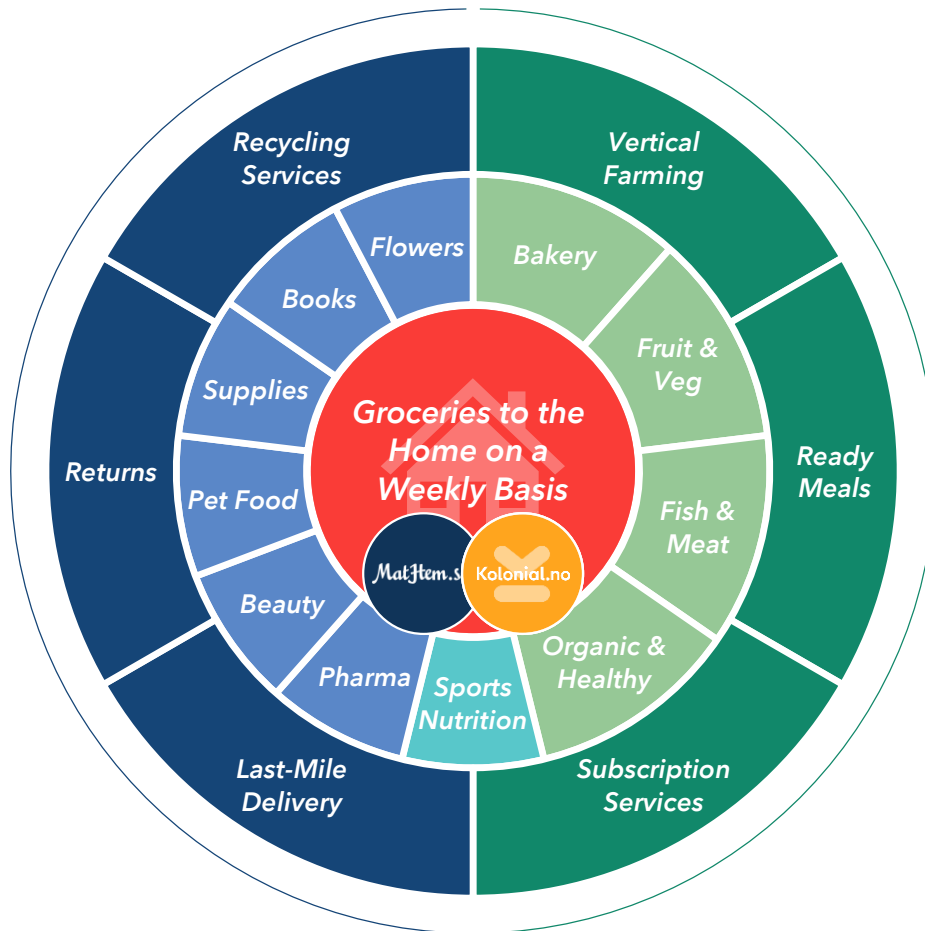 Recycling
Services
Vertical
Farming
Flowers
Bakery
Books
Fruit &
Veg
Supplies
Groceries to the
Home on a
Weekly Basis
Returns
Pet Food
Fish &
Meat
Ready
Meals
MatHem.s
Kolonial.no
Beauty
Organic &
Healthy
Pharma
Sports
Nutrition
Last-Mile
Delivery
Subscription
Services